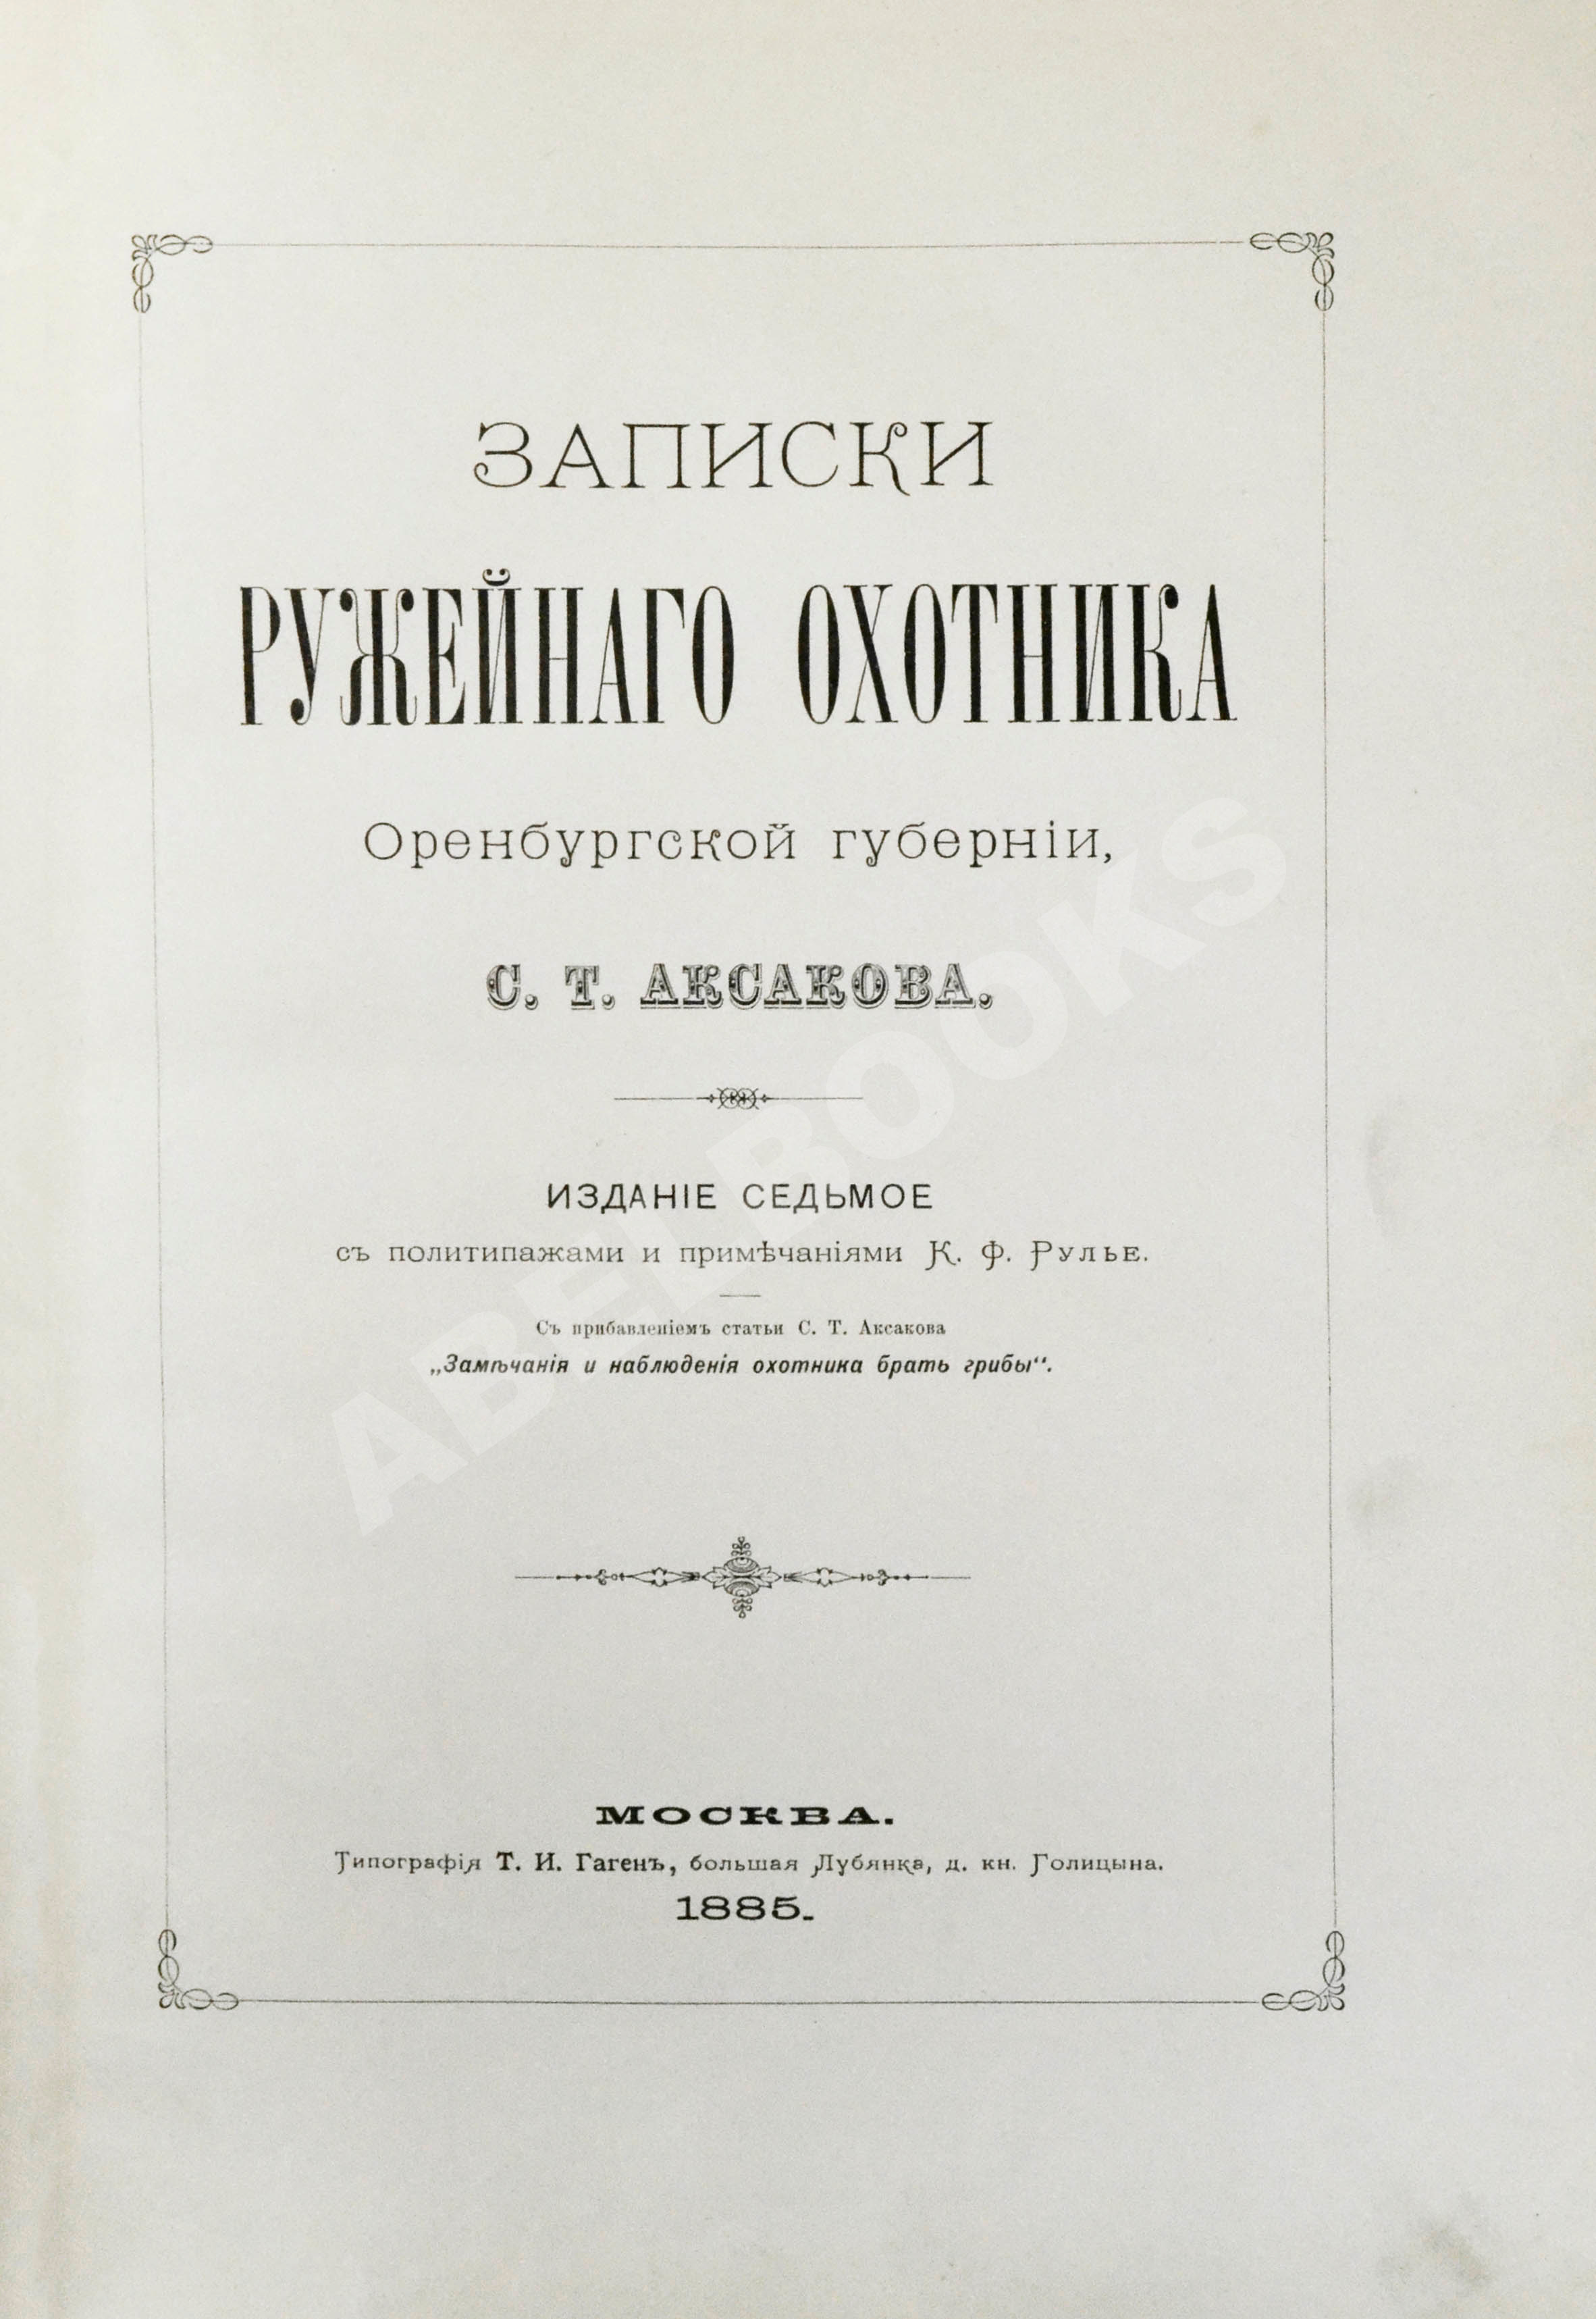 ЗАПИСКИ
РУЖЕЙНАГО ОХОТНИКА
Оренбургской губерніи,
С. Т. АКСАКОВА.
ИЗДАНІЕ СЕДЬМОЕ
съ политипажами и примѣчаніями К. Ф. РУЛЬЕ.
Съ прибавленіемъ статьи С. Т. Аксакова
„Замѣчанія и наблюденія охотника брать грибы“.
МОСКВА.
Типографія Т. И. Гагенъ, большая Лубянка, д. кн. Голицына.
1885.
ABELBOOKS